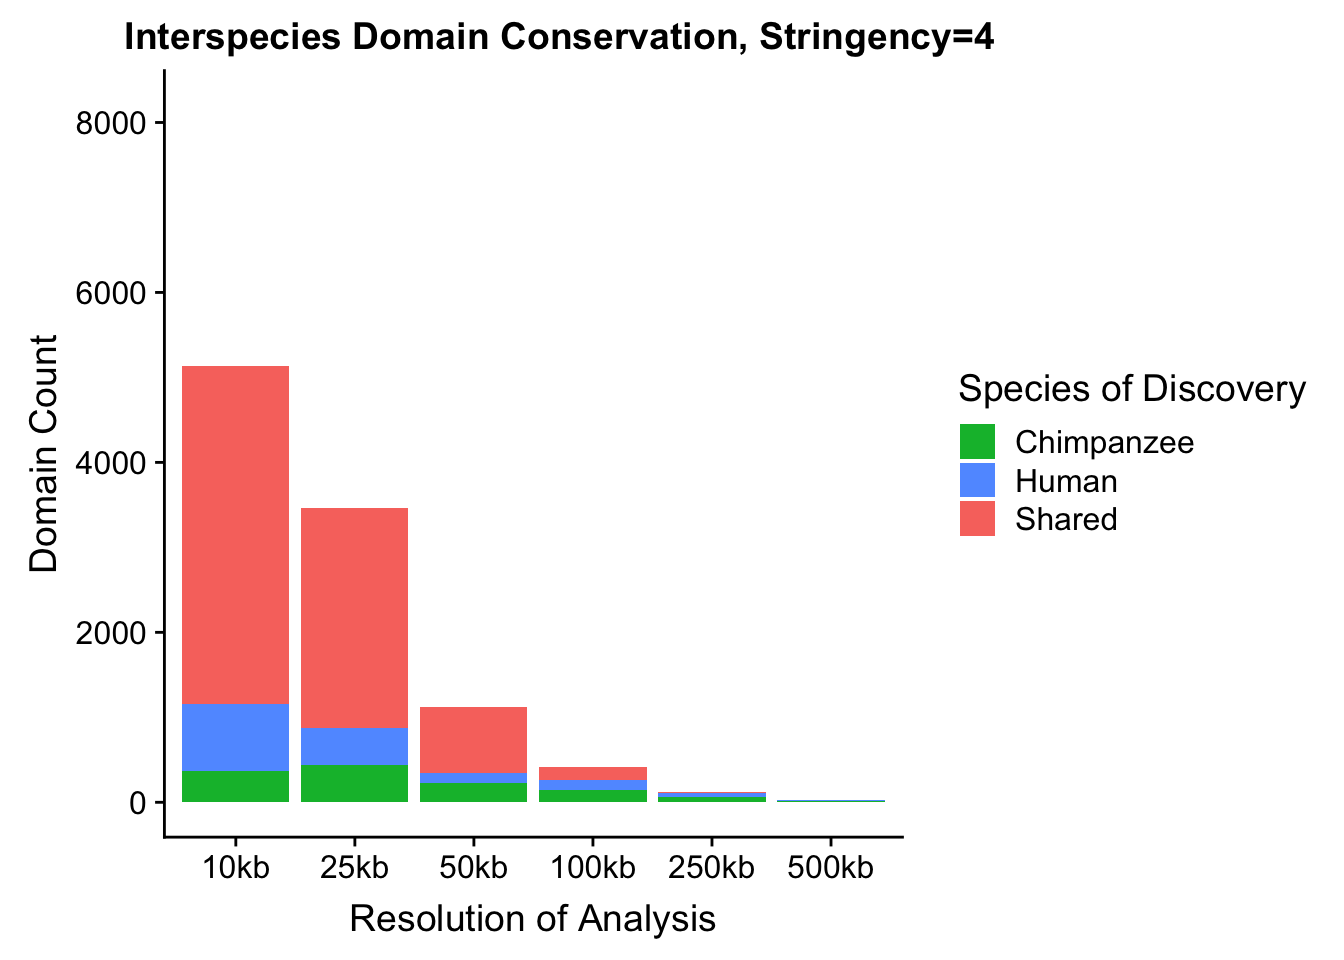 Interspecies Domain Conservation, Stringency=4
8000
6000
4000
2000
0
Domain Count
10kb 25kb 50kb 100kb 250kb 500kb
Resolution of Analysis
Species of Discovery
Chimpanzee
Human
Shared